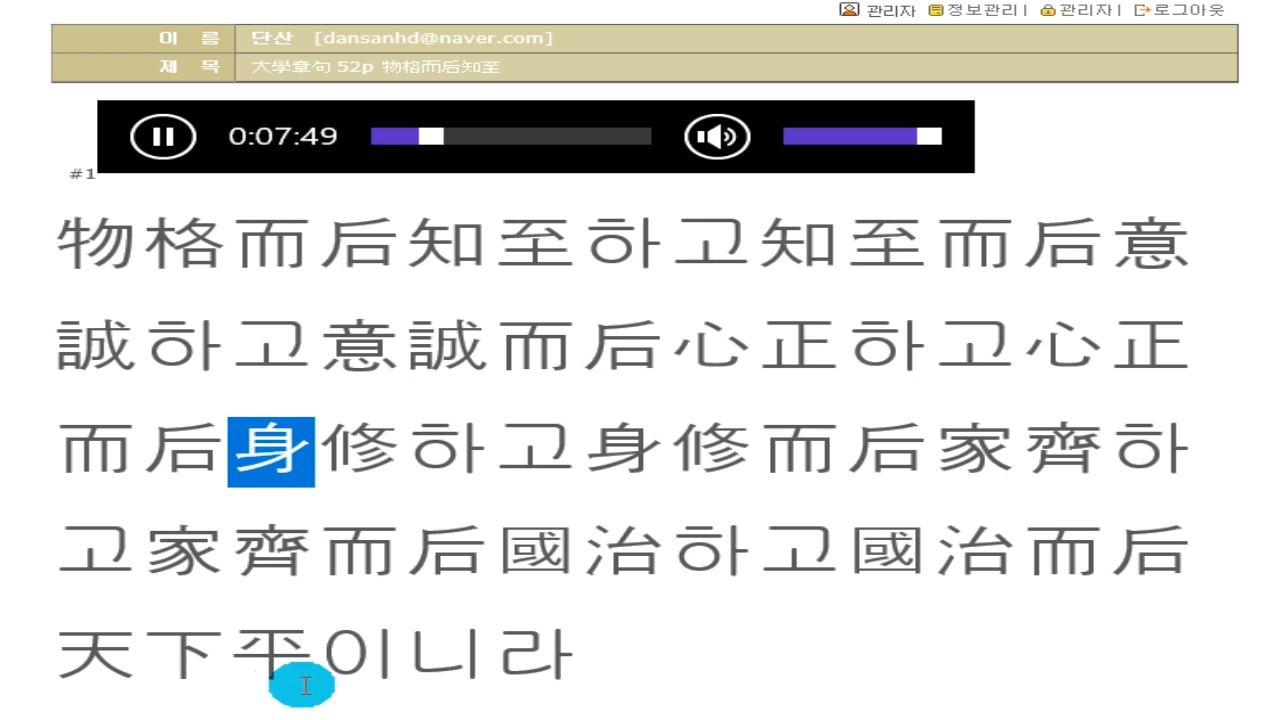 관리자 정보관리 | 관리자 | 로그아웃
이 름 단산 [dansanhd@naver.com]
제 목 大學章句 52p 物格而后知至
0:07:49
#1
物格而后知至하고知至而后意
誠하고意誠而后心正하고心正
而后身修하고身修而后家齊하
고家齊而后國治하고國治而后
天下平이니라